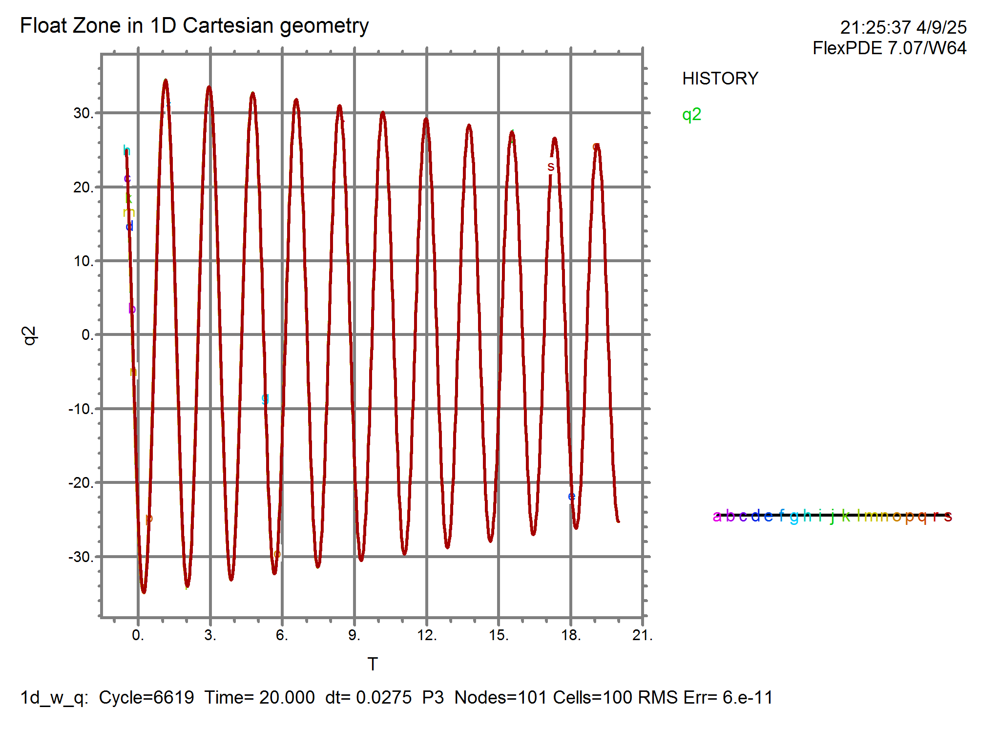 Float Zone in 1D Cartesian geometry
21:25:37 4/9/25
FlexPDE 7.07/W64
HISTORY
q2
30.
20.
10.
0.
-10.
-20.
-30.
q2
h
c
k
m
d
b
n
p
g
o
s
e
a b c d e f g h i j k l m n o p q r s
0. 3. 6. 9. 12. 15. 18. 21.
T
1d_w_q: Cycle=6619 Time= 20.000 dt= 0.0275 P3 Nodes=101 Cells=100 RMS Err= 6.e-11